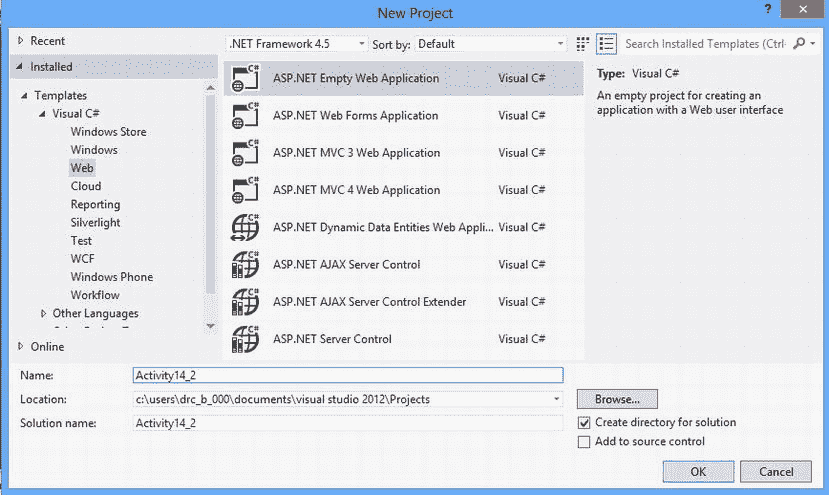 New Project
?
Recent
Installed
Templates
Visual C#
Windows Store
Windows
Web
Cloud
Reporting
Silverlight
Test
WCF
Windows Phone
Workflow
Other Languages
Online
.NET Framework 4.5
Sort by: Default
Search Installed Templates (Ctrl-
ASP.NET Empty Web Application Visual C#
ASP.NET Web Forms Application Visual C#
ASP.NET MVC 3 Web Application Visual C#
ASP.NET MVC 4 Web Application Visual C#
ASP.NET Dynamic Data Entities Web Appli... Visual C#
ASP.NET AJAX Server Control Visual C#
ASP.NET AJAX Server Control Extender Visual C#
ASP.NET Server Control Visual C#
Type: Visual C#
An empty project for creating an
application with a Web user interface
Name: Activity14_2
Location: c:\users\drc_b_000\documents\visual studio 2012\Projects
Browse...
Solution name: Activity14_2
Create directory for solution
Add to source control
OK Cancel